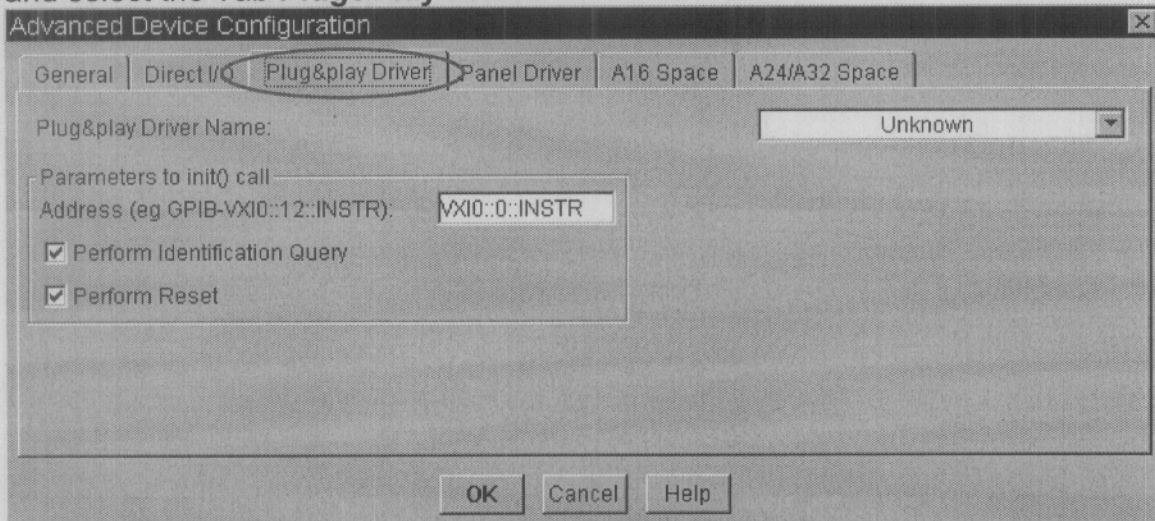 Advanced Device Configuration
General Direct I/O Plug&play Driver Panel Driver A16 Space A24/A32 Space
Plug&play Driver Name: Unknown
Parameters to init() call
Address (eg GPIB-VXI0::12::INSTR): VXI0::0::INSTR
Perform Identification Query
Perform Reset
OK Cancel Help